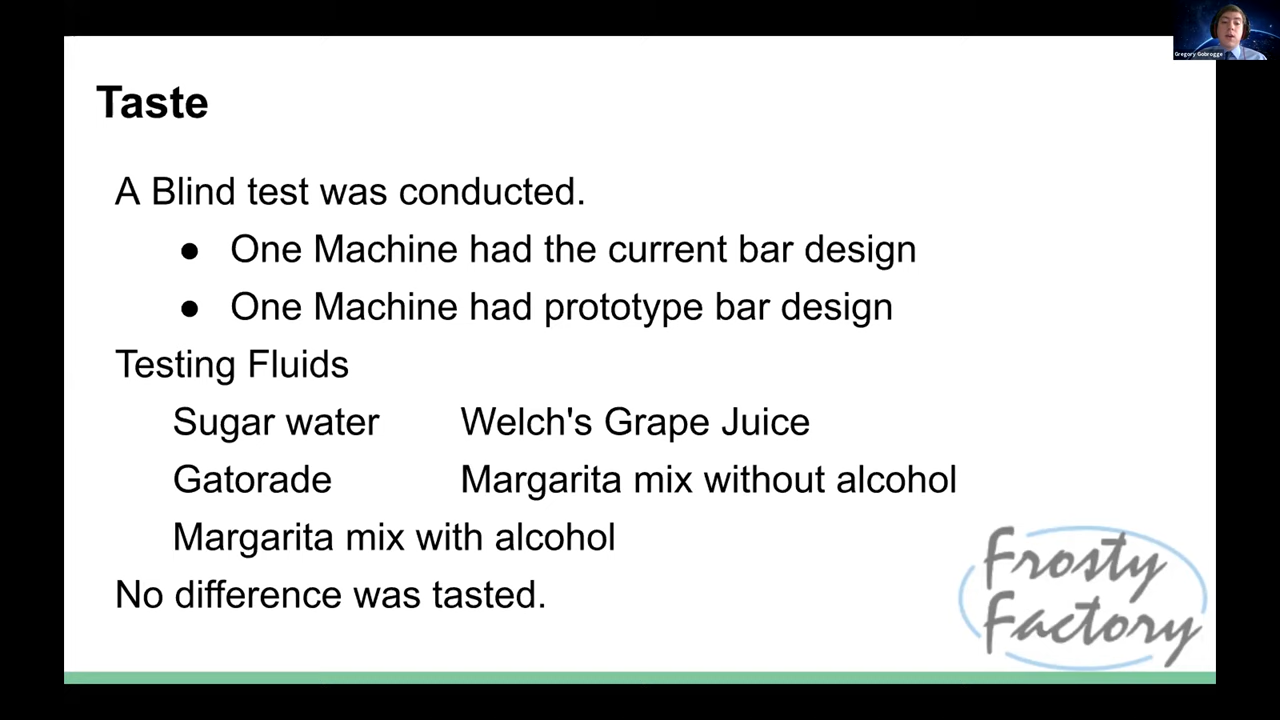 Gregory Gobrogge
Taste
A Blind test was conducted.
● One Machine had the current bar design
● One Machine had prototype bar design
Testing Fluids
Sugar water Welch's Grape Juice
Gatorade Margarita mix without alcohol
Margarita mix with alcohol
No difference was tasted.
Frosty
Factory